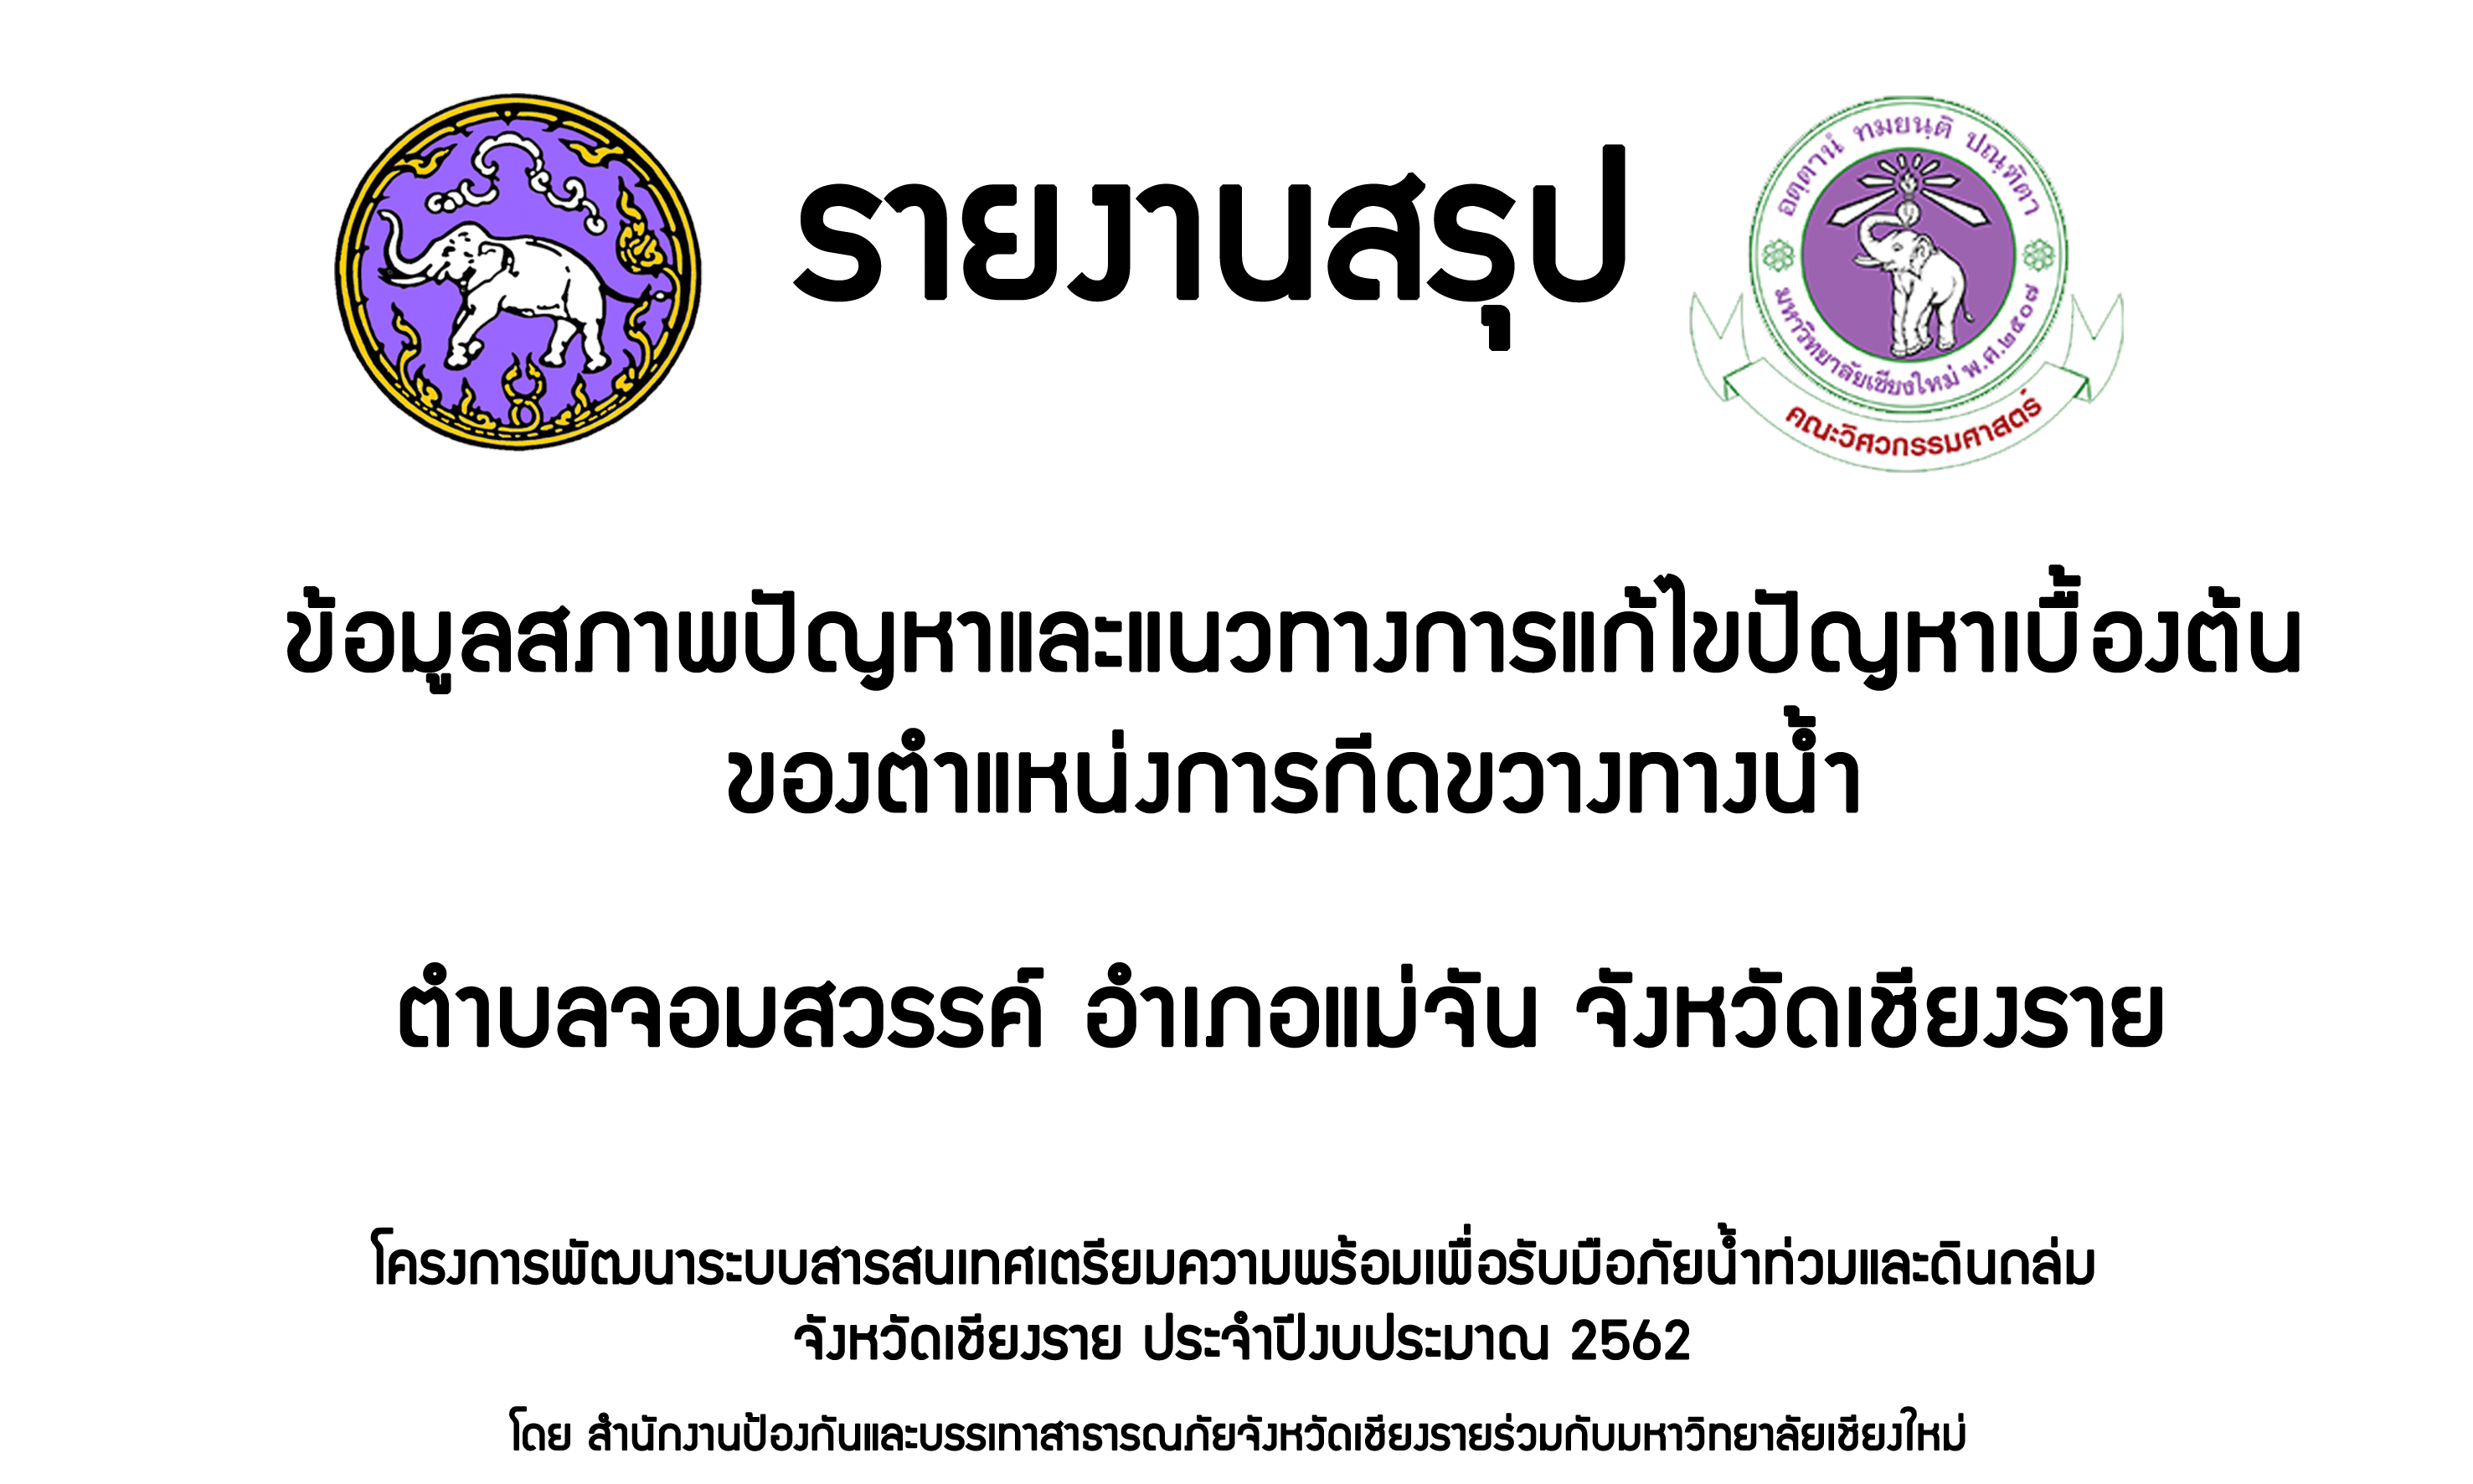 รายงานสรุป
อตฺตานํ ทมยนฺติ ปณฺฑิตา
มหาวิทยาลัยเชียงใหม่ พ.ศ.๒๕๐๗
คณะวิศวกรรมศาสตร์
ข้อมูลสภาพปัญหาและแนวทางการแก้ไขปัญหาเบื้องต้น
ของตำแหน่งการกีดขวางทางน้ำ
ตำบลจอมสวรรค์ อำเภอแม่จัน จังหวัดเชียงราย
โครงการพัฒนาระบบสารสนเทศเตรียมความพร้อมเพื่อรับมือภัยน้ำท่วมและดินถล่ม
จังหวัดเชียงราย ประจำปีงบประมาณ 2562
โดย สำนักงานป้องกันและบรรเทาสาธารณภัยจังหวัดเชียงรายร่วมกับมหาวิทยาลัยเชียงใหม่